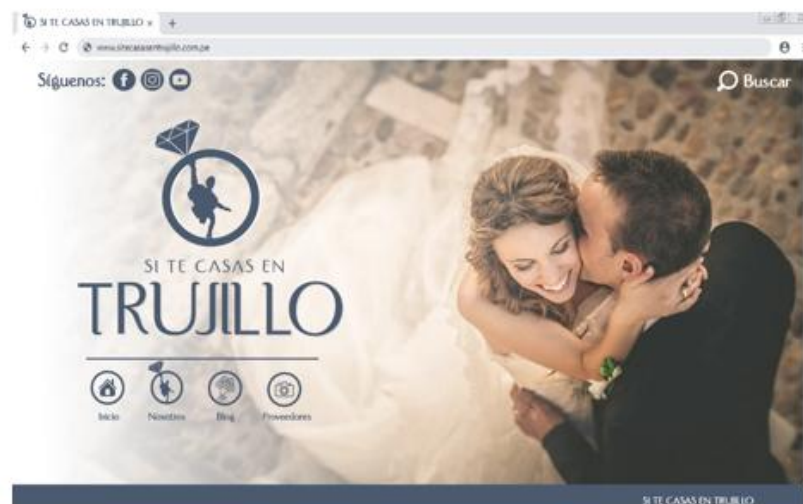 SI TE CASAS EN TRUJILLO
www.sitecasasentrujillo.com.pe
Síguenos:
Buscar
SI TE CASAS EN
TRUJILLO
Inicio Nosotros Blog Proveedores
SI TE CASAS EN TRUJILLO